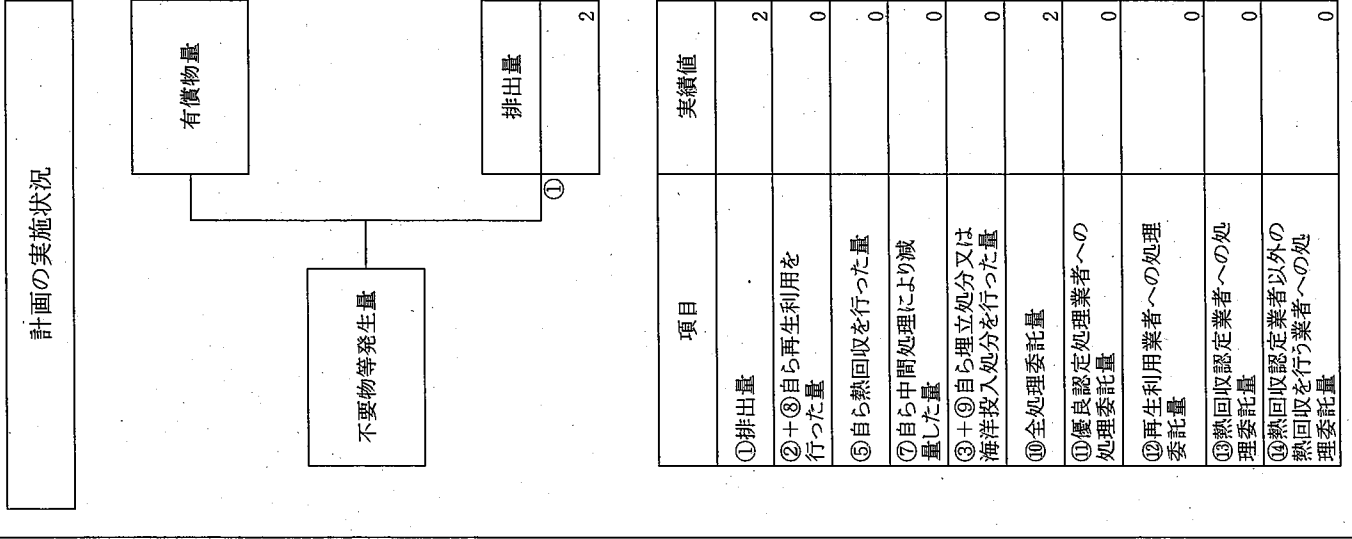 計画の実施状況
有償物量
不要物等発生量
排出量
①
2
項目
実績値
①排出量
2
②+⑧自ら再生利用を
行った量
0
⑤自ら熱回収を行った量
0
⑦自ら中間処理により減
量した量
0
③+⑨自ら埋立処分又は
海洋投入処分を行った量
0
⑩全処理委託量
2
⑪優良認定処理業者への
処理委託量
0
⑫再生利用業者への処理
委託量
0
⑬熱回収認定業者への処
理委託量
0
⑭熱回収認定業者以外の
熱回収を行う業者への処
理委託量
0